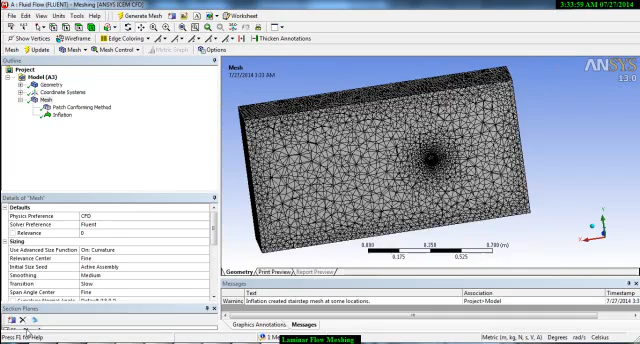 A : Fluid Flow (FLUENT) - Meshing [ANSYS ICEM CFD]
3:33:59 AM 07/27/2014
File Edit View Units Tools Help Generate Mesh Worksheet
Show Vertices Wireframe Edge Coloring Thicken Annotations
Mesh Update Mesh Mesh Control Metric Graph Options
Outline
Project
Model (A3)
Geometry
Coordinate Systems
Mesh
Patch Conforming Method
Inflation
Details of "Mesh"
Defaults
Physics Preference CFD
Solver Preference Fluent
Relevance 0
Sizing
Use Advanced Size Function On: Curvature
Relevance Center Fine
Initial Size Seed Active Assembly
Smoothing Medium
Transition Slow
Span Angle Center Fine
Section Planes
Press F1 for Help
Mesh
7/27/2014 3:33 AM
ANSYS
13.0
0.000 0.350 0.700 (m)
0.175 0.525
Y
X
Geometry Print Preview Report Preview
Messages
Text Association Timestamp
Warning Inflation created stairstep mesh at some locations. Project>Model 7/27/2014 3:3
Graphics Annotations Messages
Metric (m, kg, N, s, V, A) Degrees rad/s Celsius
Laminar Flow Meshing